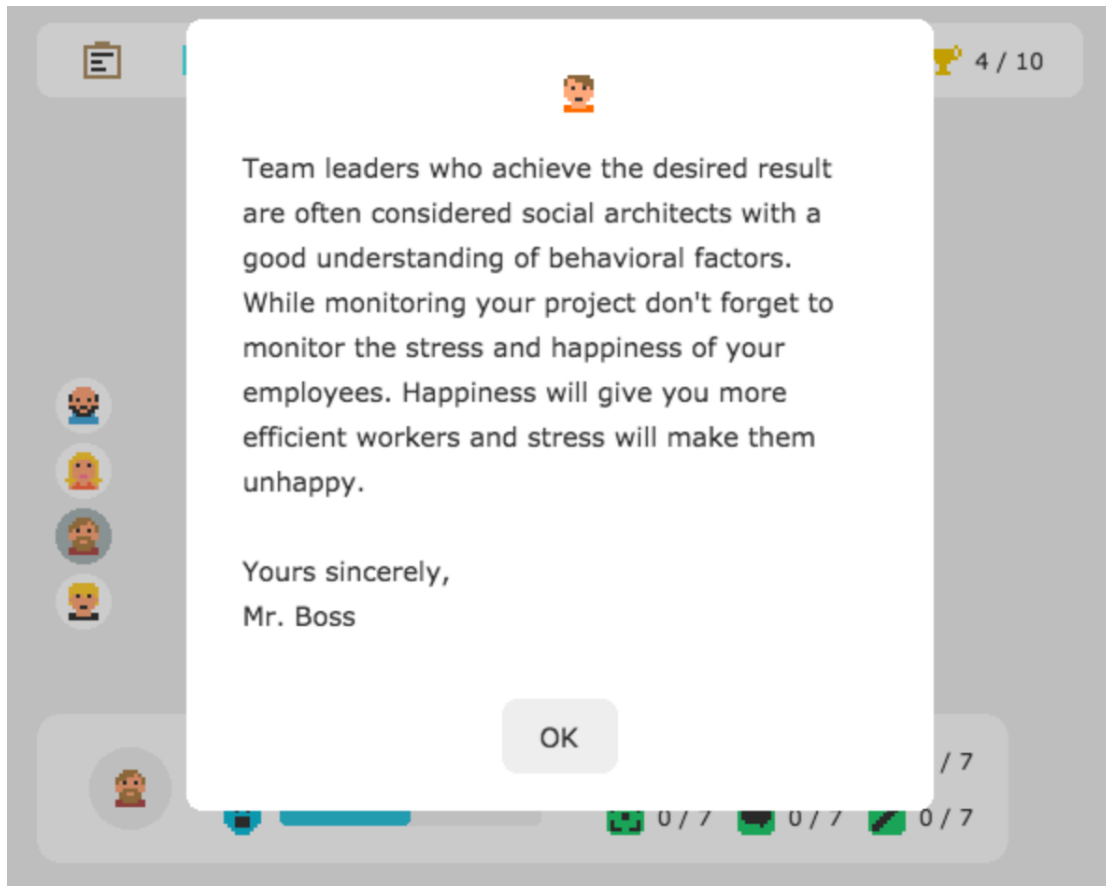 4 / 10
Team leaders who achieve the desired result
are often considered social architects with a
good understanding of behavioral factors.
While monitoring your project don't forget to
monitor the stress and happiness of your
employees. Happiness will give you more
efficient workers and stress will make them
unhappy.
Yours sincerely,
Mr. Boss
OK
/ 7
0 / 7 0 / 7 0 / 7